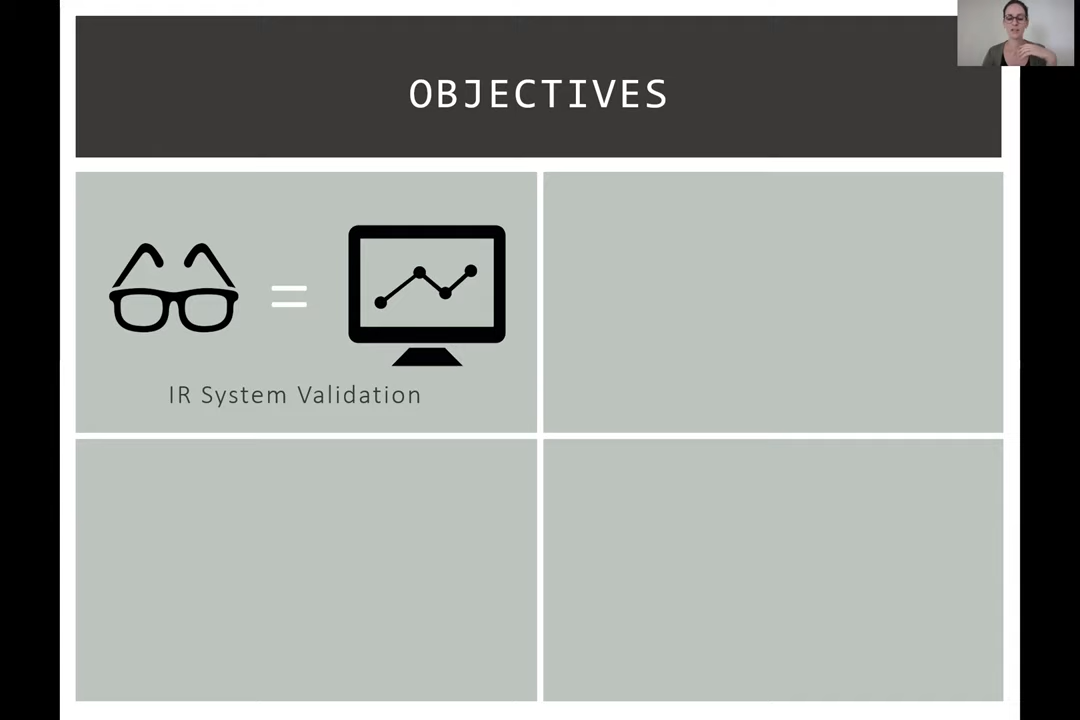 OBJECTIVES
=
IR System Validation